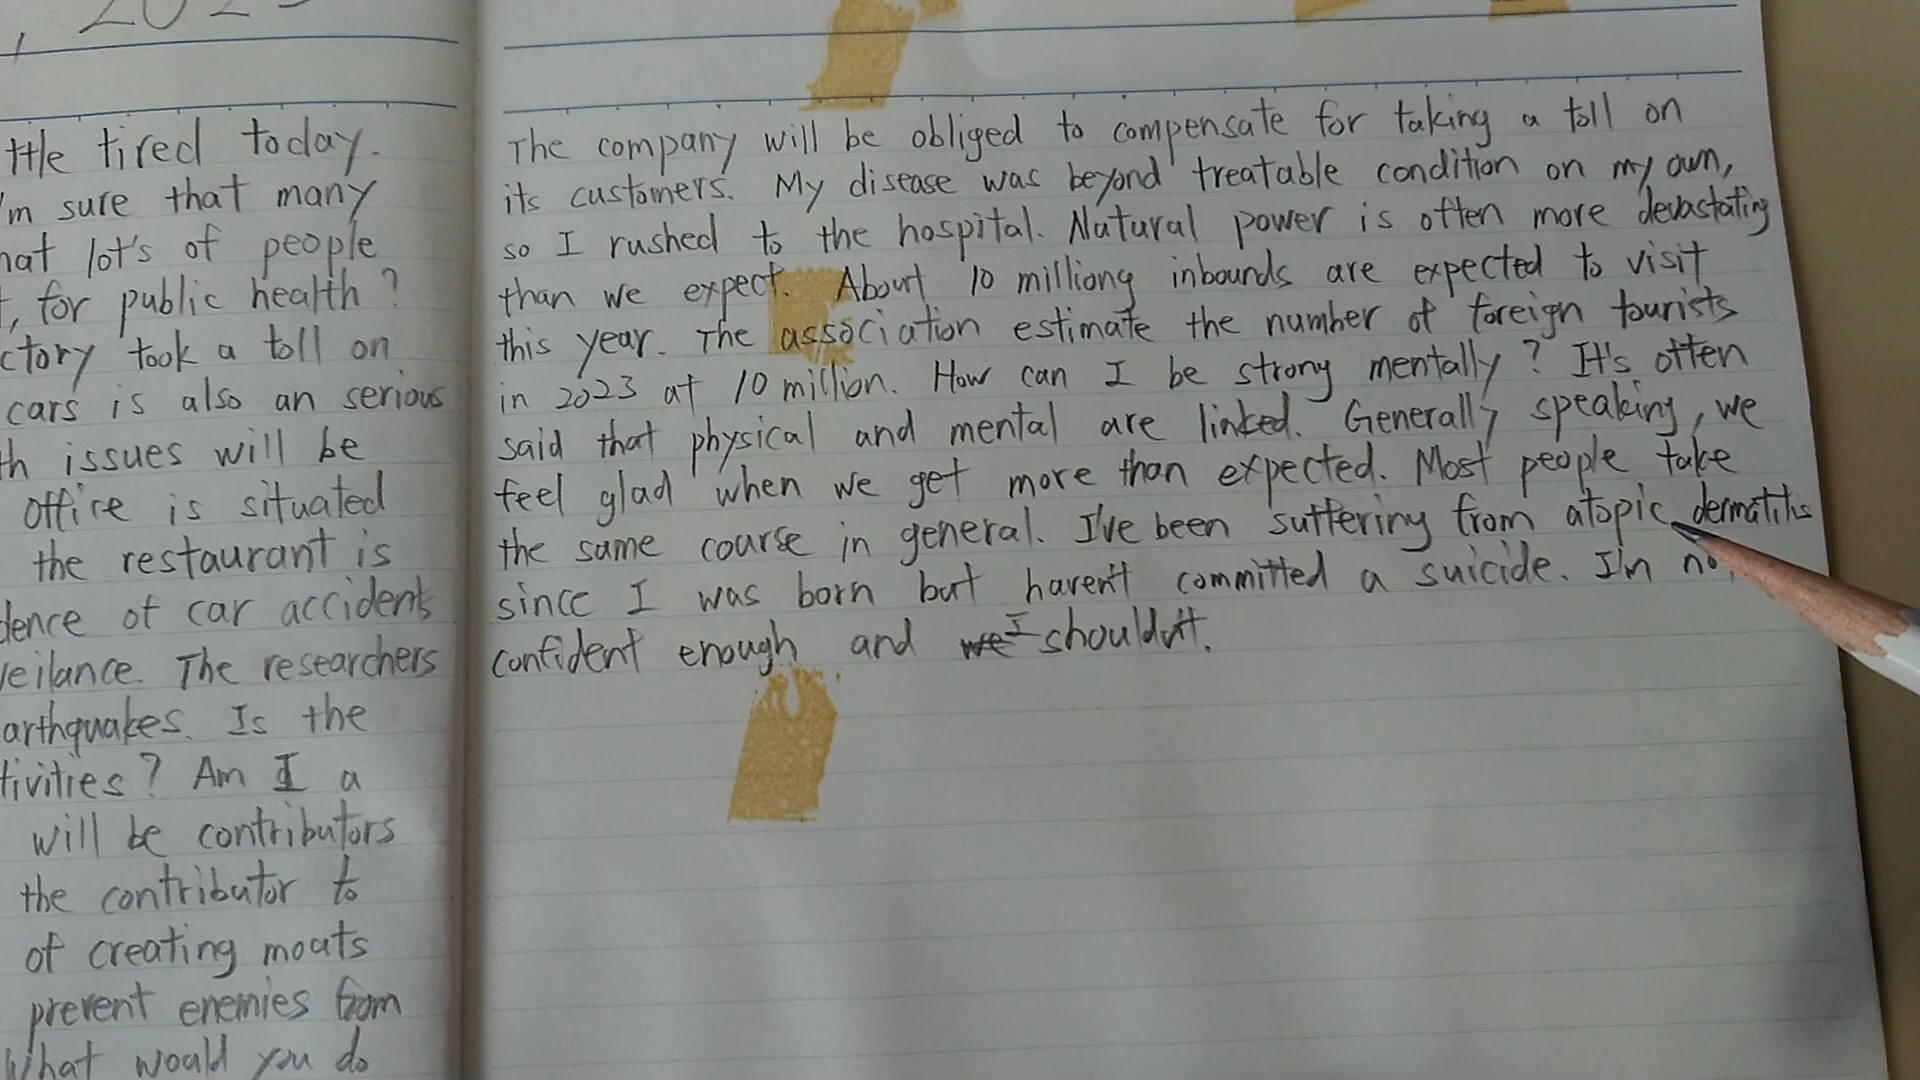 2023
ttle tired today.
I'm sure that many
hat lot's of people
t, for public health?
ctory took a toll on
cars is also an serious
th issues will be
office is situated
the restaurant is
dence of car accidents
veilance. The researchers
arthquakes. Is the
tivities? Am I a
will be contributors
the contributor to
of creating moats
prevent enemies from
What would you do
The company will be obliged to compensate for taking a toll on
its customers. My disease was beyond treatable condition on my own,
so I rushed to the hospital. Natural power is often more devastating
than we expect. About 10 milliong inbounds are expected to visit
this year. The association estimate the number of foreign tourists
in 2023 at 10 million. How can I be strong mentally? It's often
said that physical and mental are linked. Generally speaking, we
feel glad when we get more than expected. Most people take
the same course in general. I've been suffering from atopic dermatitis
since I was born but haven't committed a suicide. I'm no
confident enough and we I shouldn't.